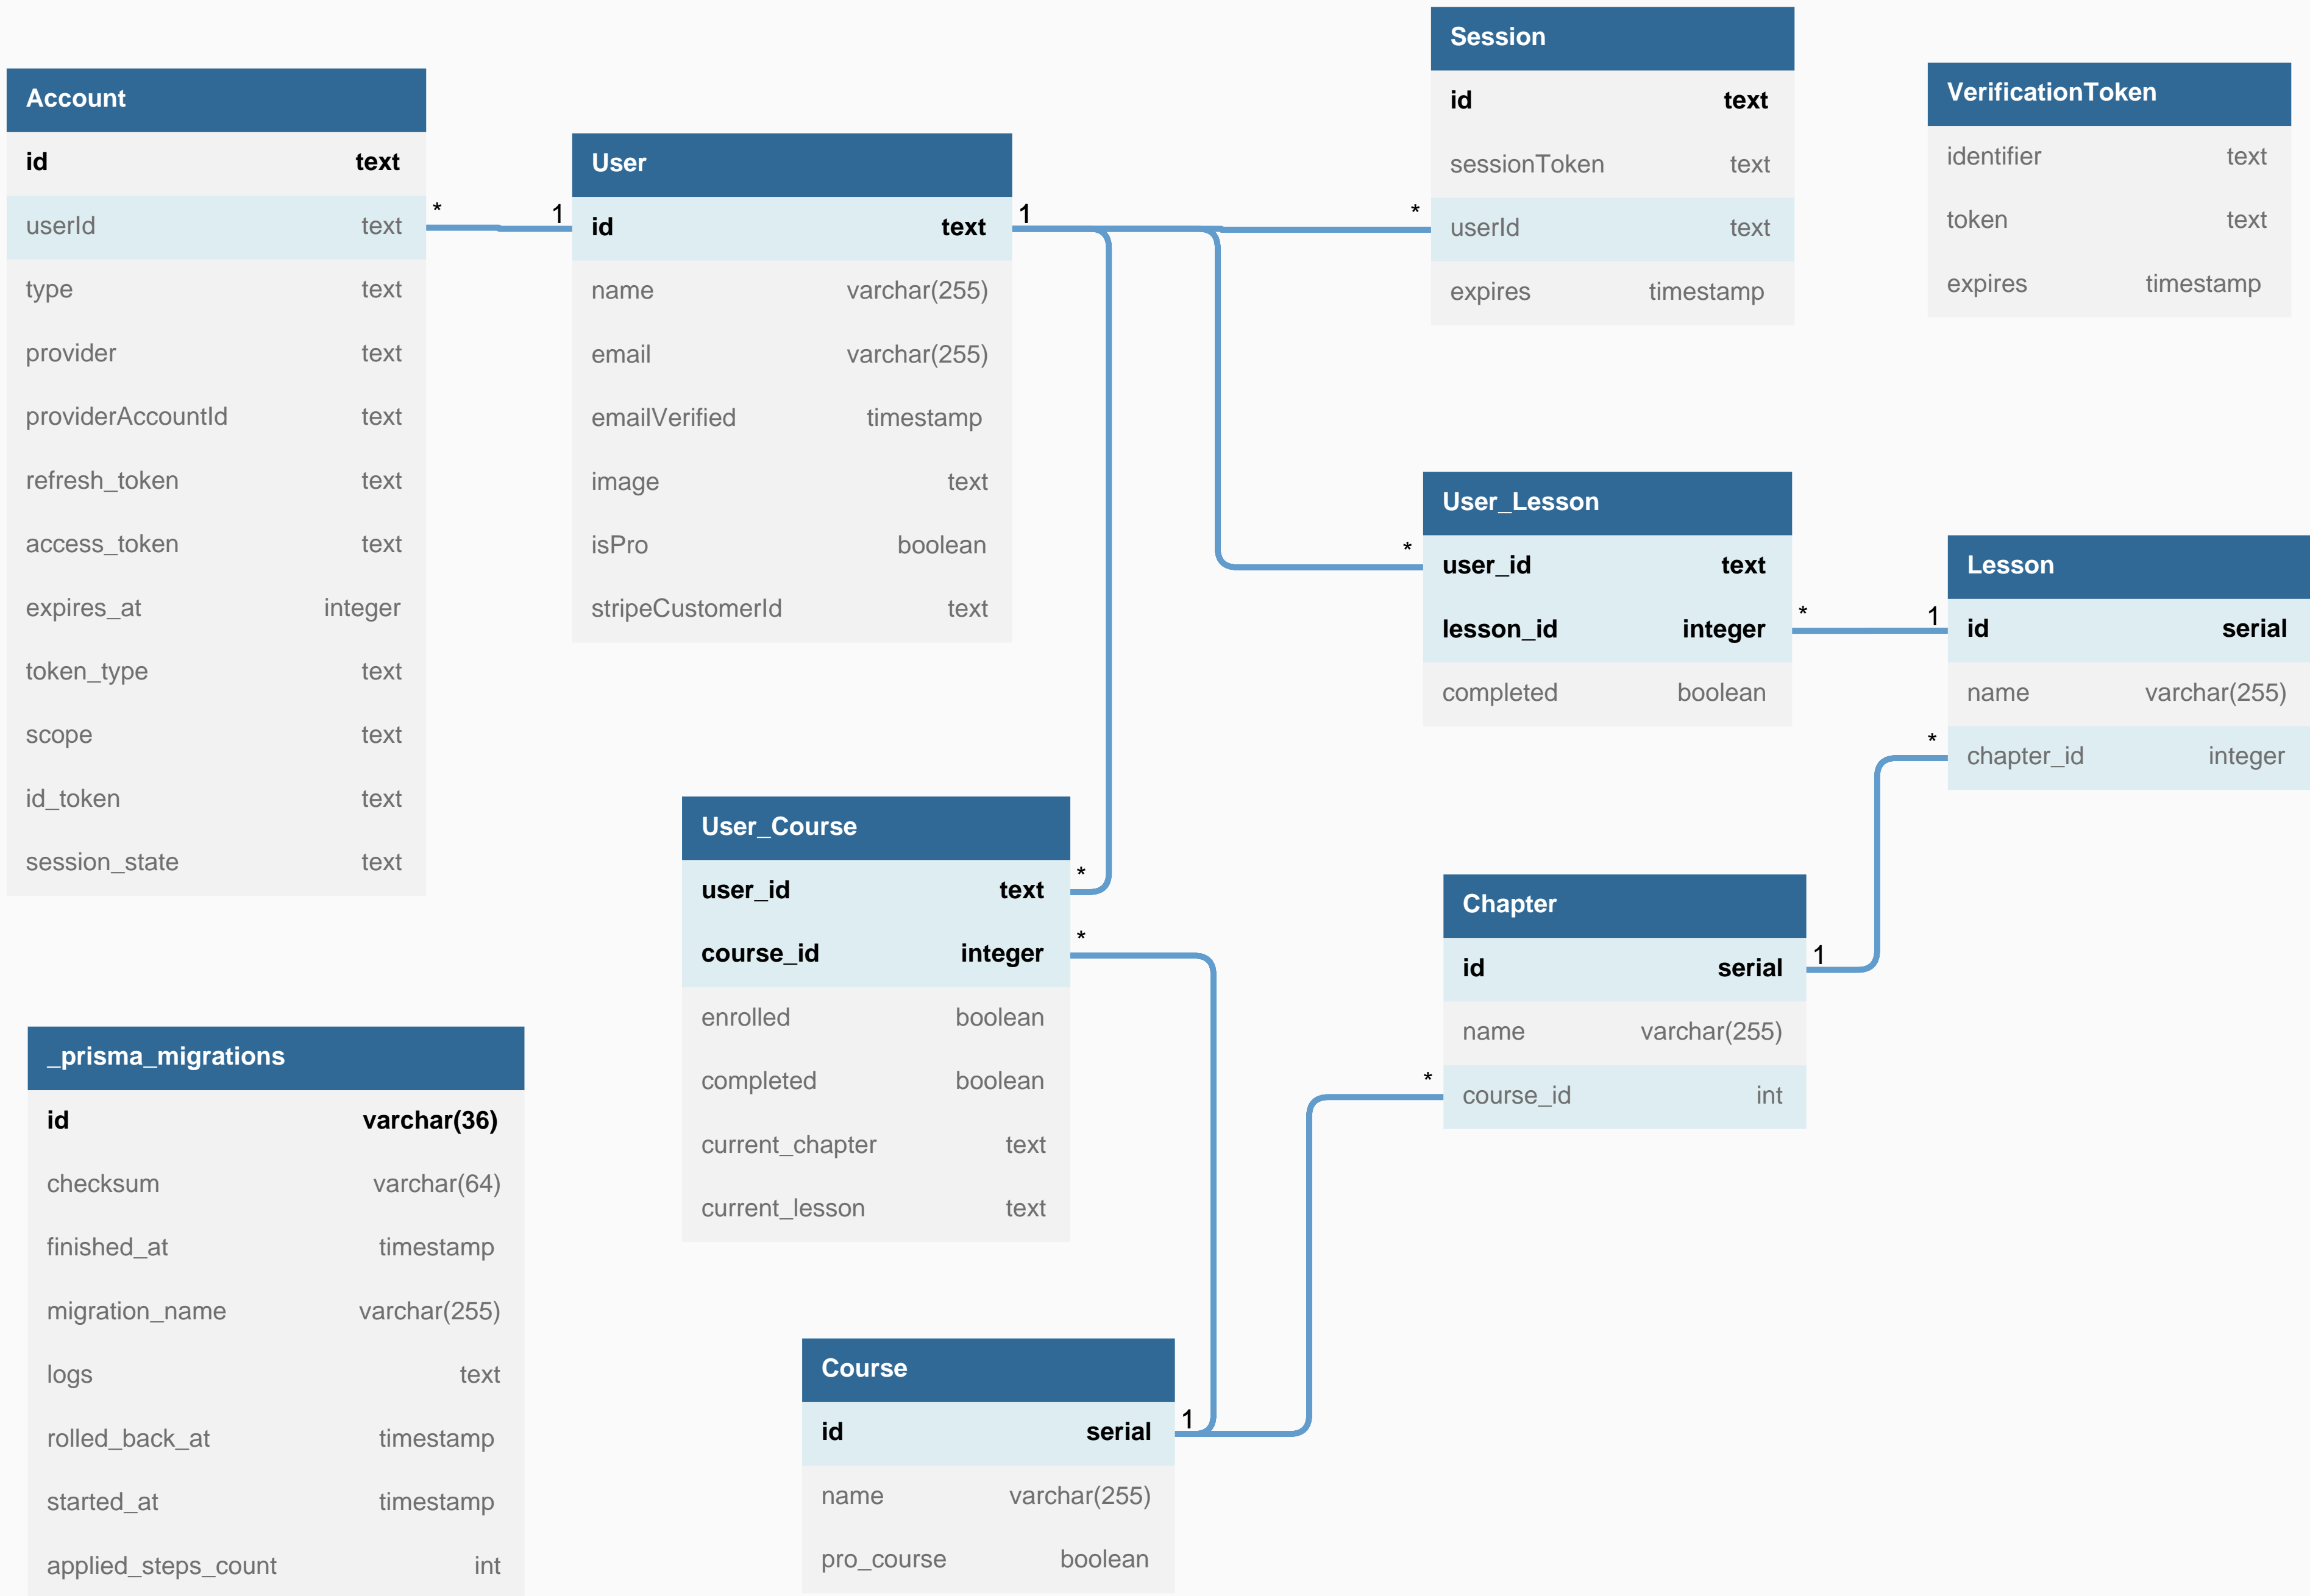 Account
id text
userId text
type text
provider text
providerAccountId text
refresh_token text
access_token text
expires_at integer
token_type text
scope text
id_token text
session_state text
* 1
User
id text
name varchar(255)
email varchar(255)
emailVerified timestamp
image text
isPro boolean
stripeCustomerId text
1 *
Session
id text
sessionToken text
userId text
expires timestamp
VerificationToken
identifier text
token text
expires timestamp
*
User_Lesson
user_id text
lesson_id integer
completed boolean
* 1
Lesson
id serial
name varchar(255)
chapter_id integer
*
User_Course
user_id text
course_id integer
enrolled boolean
completed boolean
current_chapter text
current_lesson text
*
*
Chapter
id serial
name varchar(255)
course_id int
1
*
_prisma_migrations
id varchar(36)
checksum varchar(64)
finished_at timestamp
migration_name varchar(255)
logs text
rolled_back_at timestamp
started_at timestamp
applied_steps_count int
Course
id serial
name varchar(255)
pro_course boolean
1